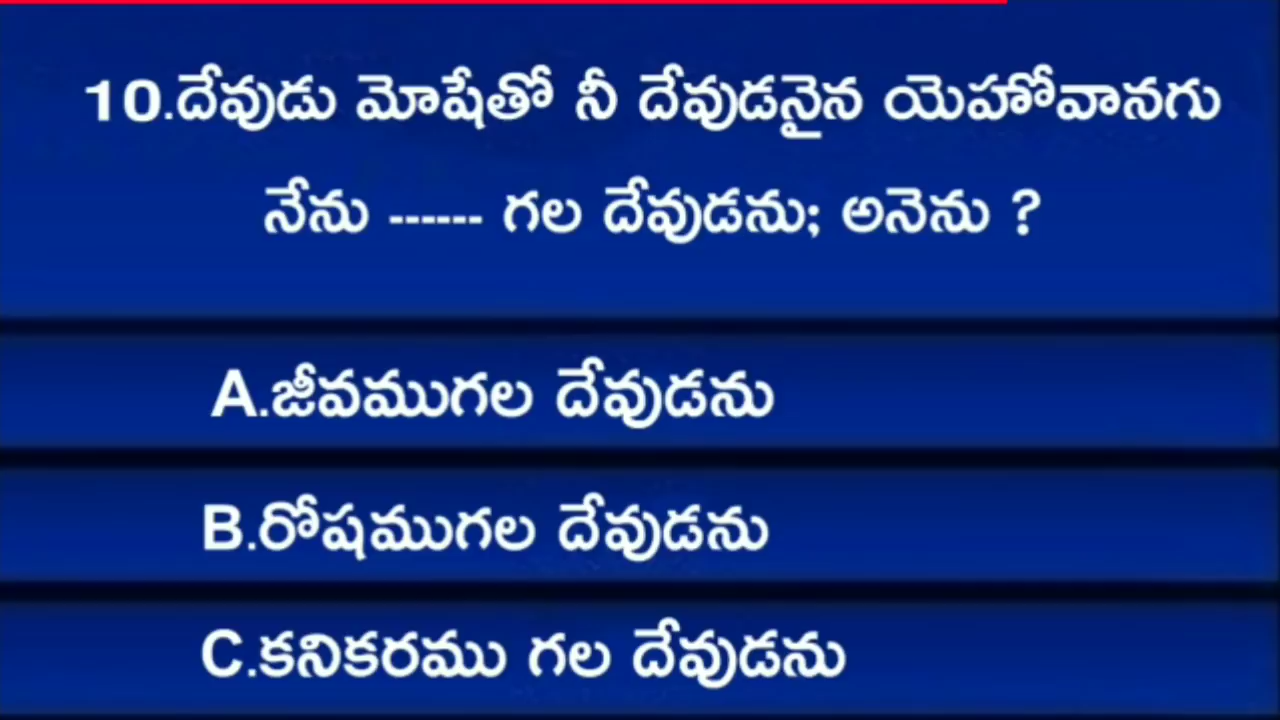 10.దేవుడు మోషేతో నీ దేవుడనైన యెహోవానగు
నేను ------ గల దేవుడను; అనెను ?
A.జీవముగల దేవుడను
B.రోషముగల దేవుడను
C.కనికరము గల దేవుడను